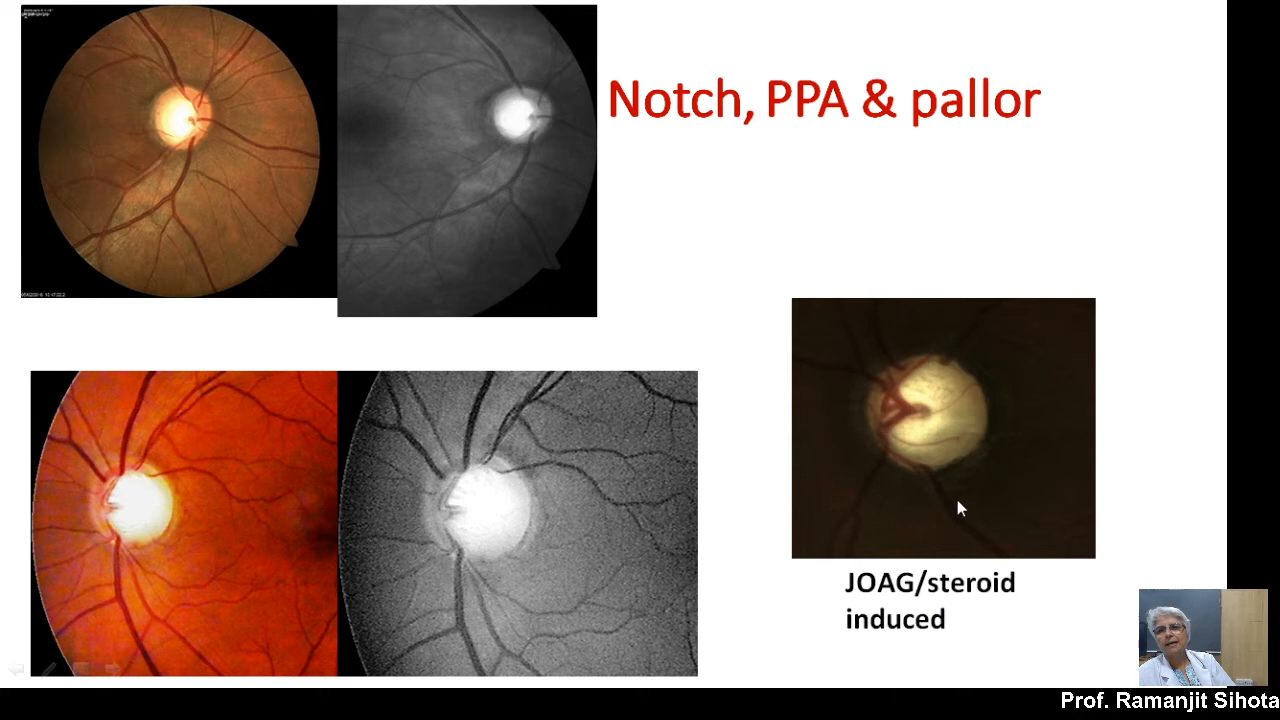 Notch, PPA & pallor
JOAG/steroid
induced
Prof. Ramanjit Sihota